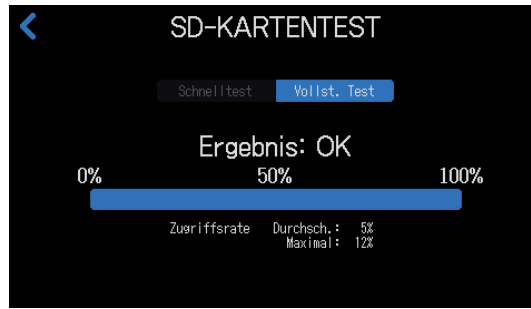 SD-KARTENTEST
Schnelltest Vollst. Test
Ergebnis: OK
0% 50% 100%
Zugriffsrate Durchsch.: 5%
Maximal: 12%